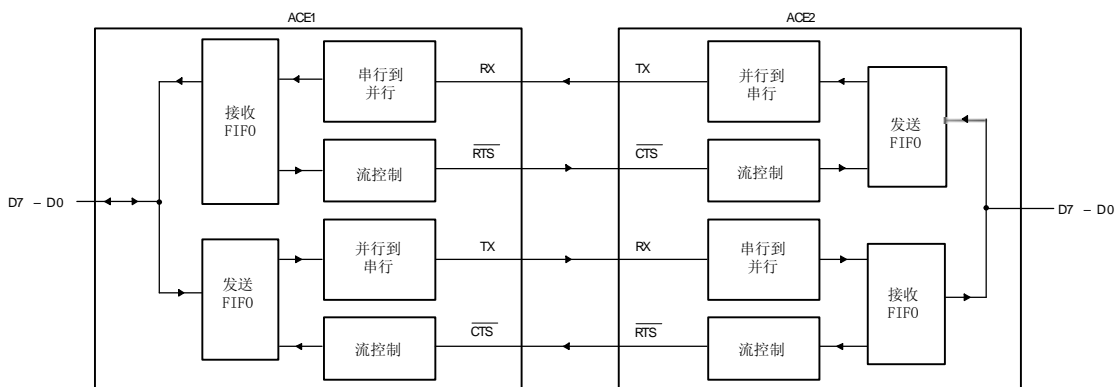 ACE1
ACE2
接收
FIFO
串行到
并行
RX
TX
并行到
串行
发送
FIFO
流控制
RTS
CTS
流控制
D7 - D0
D7 - D0
发送
FIFO
并行到
串行
TX
RX
串行到
并行
接收
FIFO
流控制
CTS
RTS
流控制